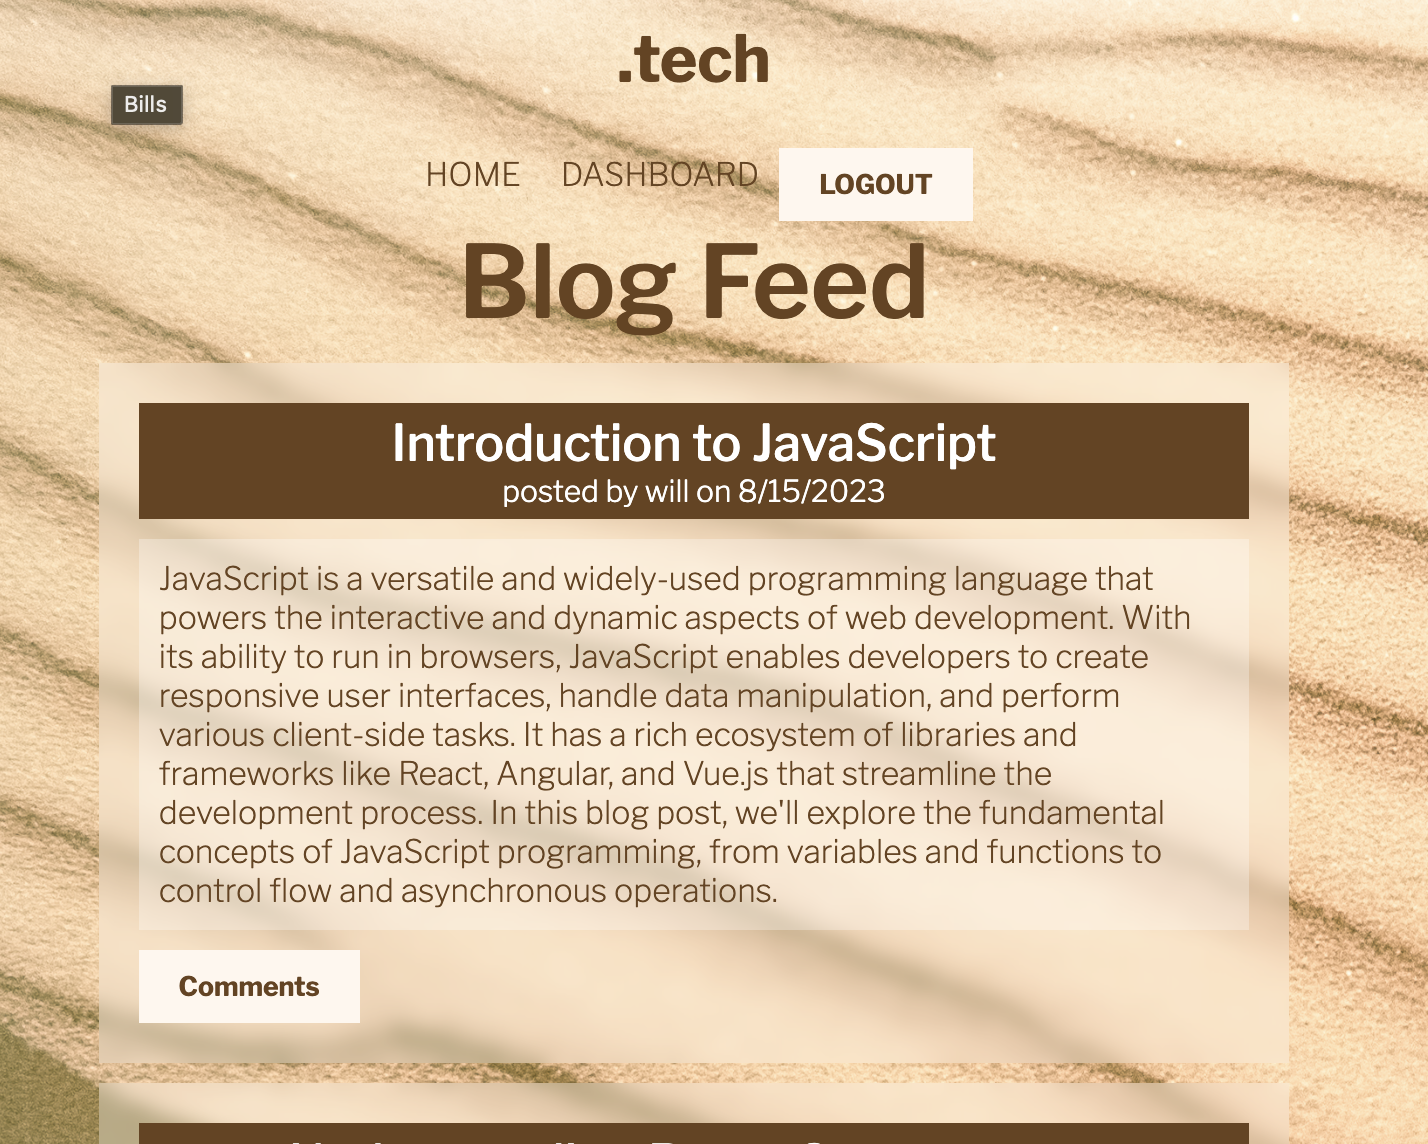 .tech
Bills
HOME DASHBOARD LOGOUT
Blog Feed
Introduction to JavaScript
posted by will on 8/15/2023
JavaScript is a versatile and widely-used programming language that
powers the interactive and dynamic aspects of web development. With
its ability to run in browsers, JavaScript enables developers to create
responsive user interfaces, handle data manipulation, and perform
various client-side tasks. It has a rich ecosystem of libraries and
frameworks like React, Angular, and Vue.js that streamline the
development process. In this blog post, we'll explore the fundamental
concepts of JavaScript programming, from variables and functions to
control flow and asynchronous operations.
Comments